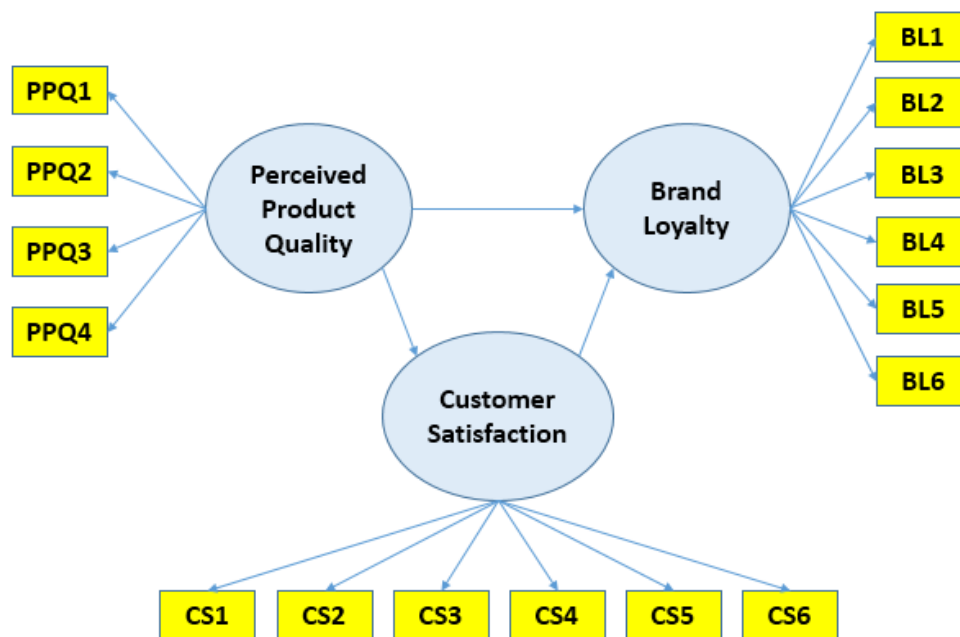 PPQ1
PPQ2
PPQ3
PPQ4
Perceived
Product
Quality
Brand
Loyalty
BL1
BL2
BL3
BL4
BL5
BL6
Customer
Satisfaction
CS1 CS2 CS3 CS4 CS5 CS6